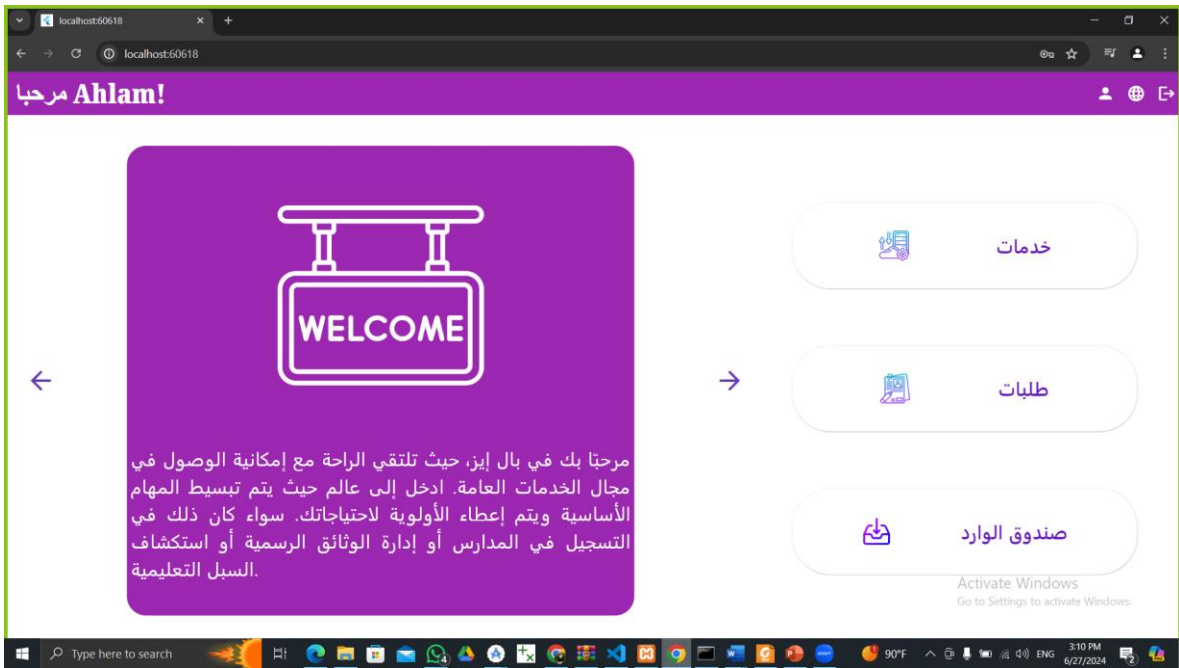 localhost:60618
localhost:60618
مرحبا Ahlam!
WELCOME
مرحبًا بك في بال إيز، حيث تلتقي الراحة مع إمكانية الوصول في
مجال الخدمات العامة. ادخل إلى عالم حيث يتم تبسيط المهام
الأساسية ويتم إعطاء الأولوية لاحتياجاتك. سواء كان ذلك في
التسجيل في المدارس أو إدارة الوثائق الرسمية أو استكشاف
السبل التعليمية.
خدمات
طلبات
صندوق الوارد
Activate Windows
Go to Settings to activate Windows.
Type here to search
90°F
ENG
3:10 PM
6/27/2024
2